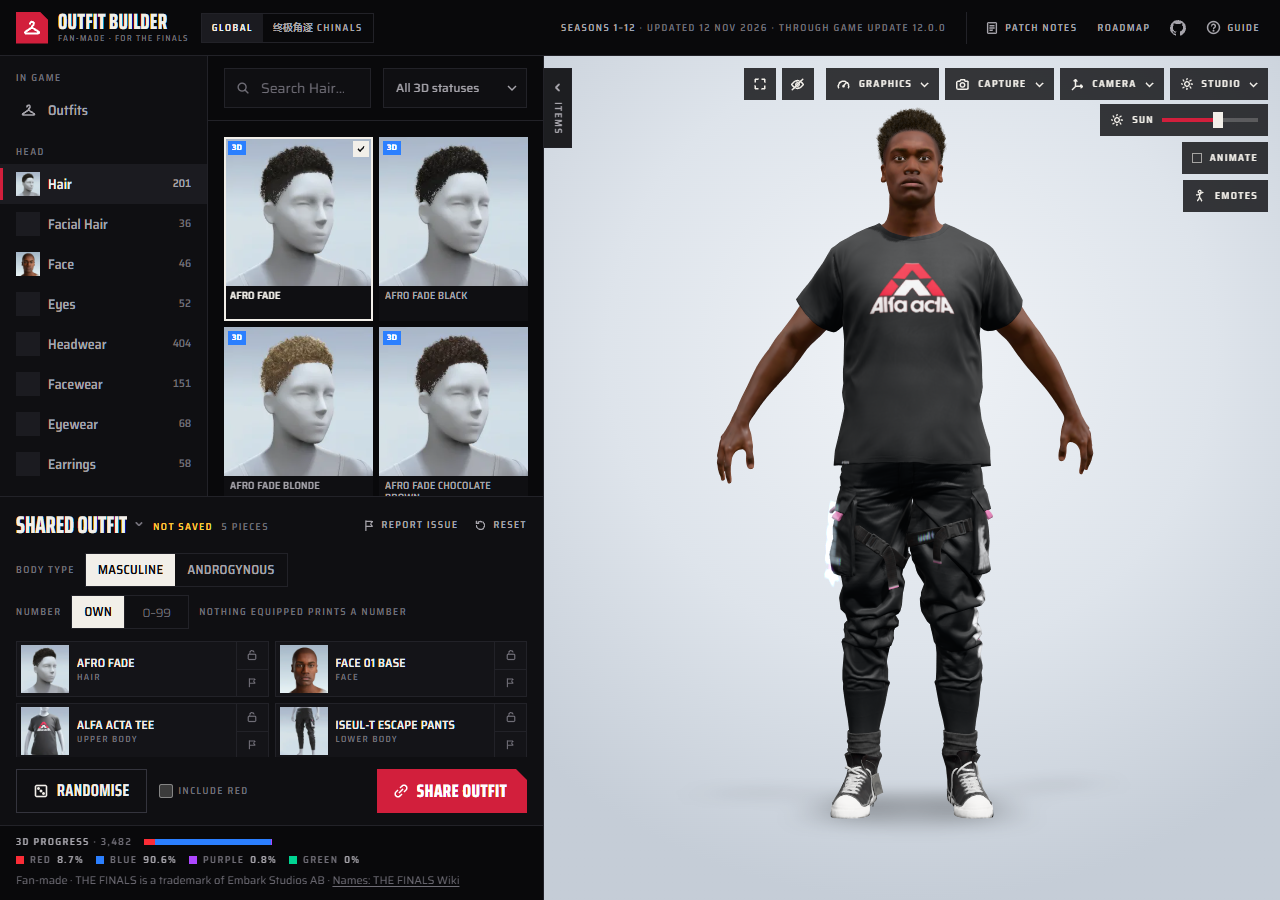 OUTFIT BUILDER
FAN-MADE · FOR THE FINALS
GLOBAL
终极角逐 CHINALS
SEASONS 1–12 · UPDATED 12 NOV 2026 · THROUGH GAME UPDATE 12.0.0
PATCH NOTES
ROADMAP
GUIDE
IN GAME
Outfits
HEAD
Hair 201
Facial Hair 36
Face 46
Eyes 52
Headwear 404
Facewear 151
Eyewear 68
Earrings 58
Search Hair...
All 3D statuses
3D
AFRO FADE
3D
AFRO FADE BLACK
3D
AFRO FADE BLONDE
3D
AFRO FADE CHOCOLATE BROWN
ITEMS
GRAPHICS
CAPTURE
CAMERA
STUDIO
SUN
ANIMATE
EMOTES
Alfa actA
SHARED OUTFIT
NOT SAVED
5 PIECES
REPORT ISSUE
RESET
BODY TYPE
MASCULINE
ANDROGYNOUS
NUMBER
OWN
0–99
NOTHING EQUIPPED PRINTS A NUMBER
AFRO FADE
HAIR
FACE 01 BASE
FACE
ALFA ACTA TEE
UPPER BODY
ISEUL-T ESCAPE PANTS
LOWER BODY
RANDOMISE
INCLUDE RED
SHARE OUTFIT
3D PROGRESS · 3,482
RED 8.7%
BLUE 90.6%
PURPLE 0.8%
GREEN 0%
Fan-made · THE FINALS is a trademark of Embark Studios AB · Names: THE FINALS Wiki